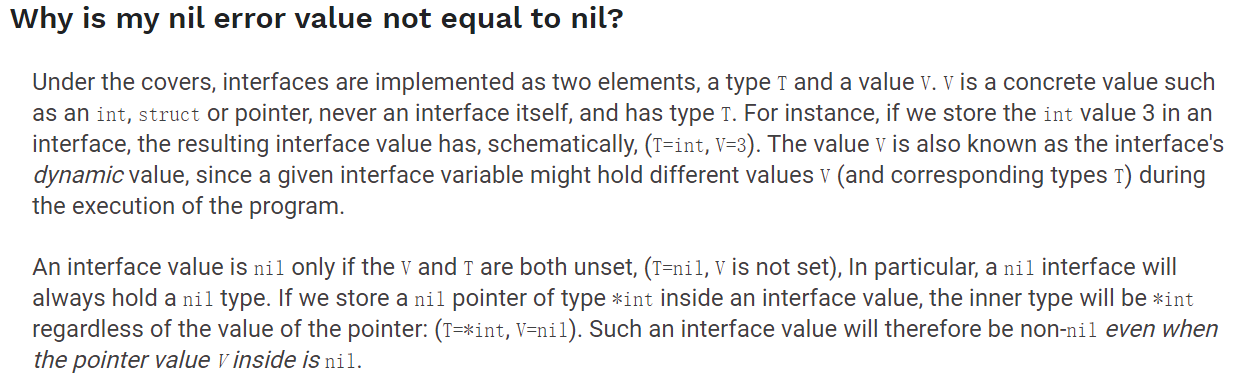 Why is my nil error value not equal to nil?
Under the covers, interfaces are implemented as two elements, a type T and a value V. V is a concrete value such
as an int, struct or pointer, never an interface itself, and has type T. For instance, if we store the int value 3 in an
interface, the resulting interface value has, schematically, (T=int, V=3). The value V is also known as the interface's
dynamic value, since a given interface variable might hold different values V (and corresponding types T) during
the execution of the program.
An interface value is nil only if the V and T are both unset, (T=nil, V is not set), In particular, a nil interface will
always hold a nil type. If we store a nil pointer of type *int inside an interface value, the inner type will be *int
regardless of the value of the pointer: (T=*int, V=nil). Such an interface value will therefore be non-nil even when
the pointer value V inside is nil.